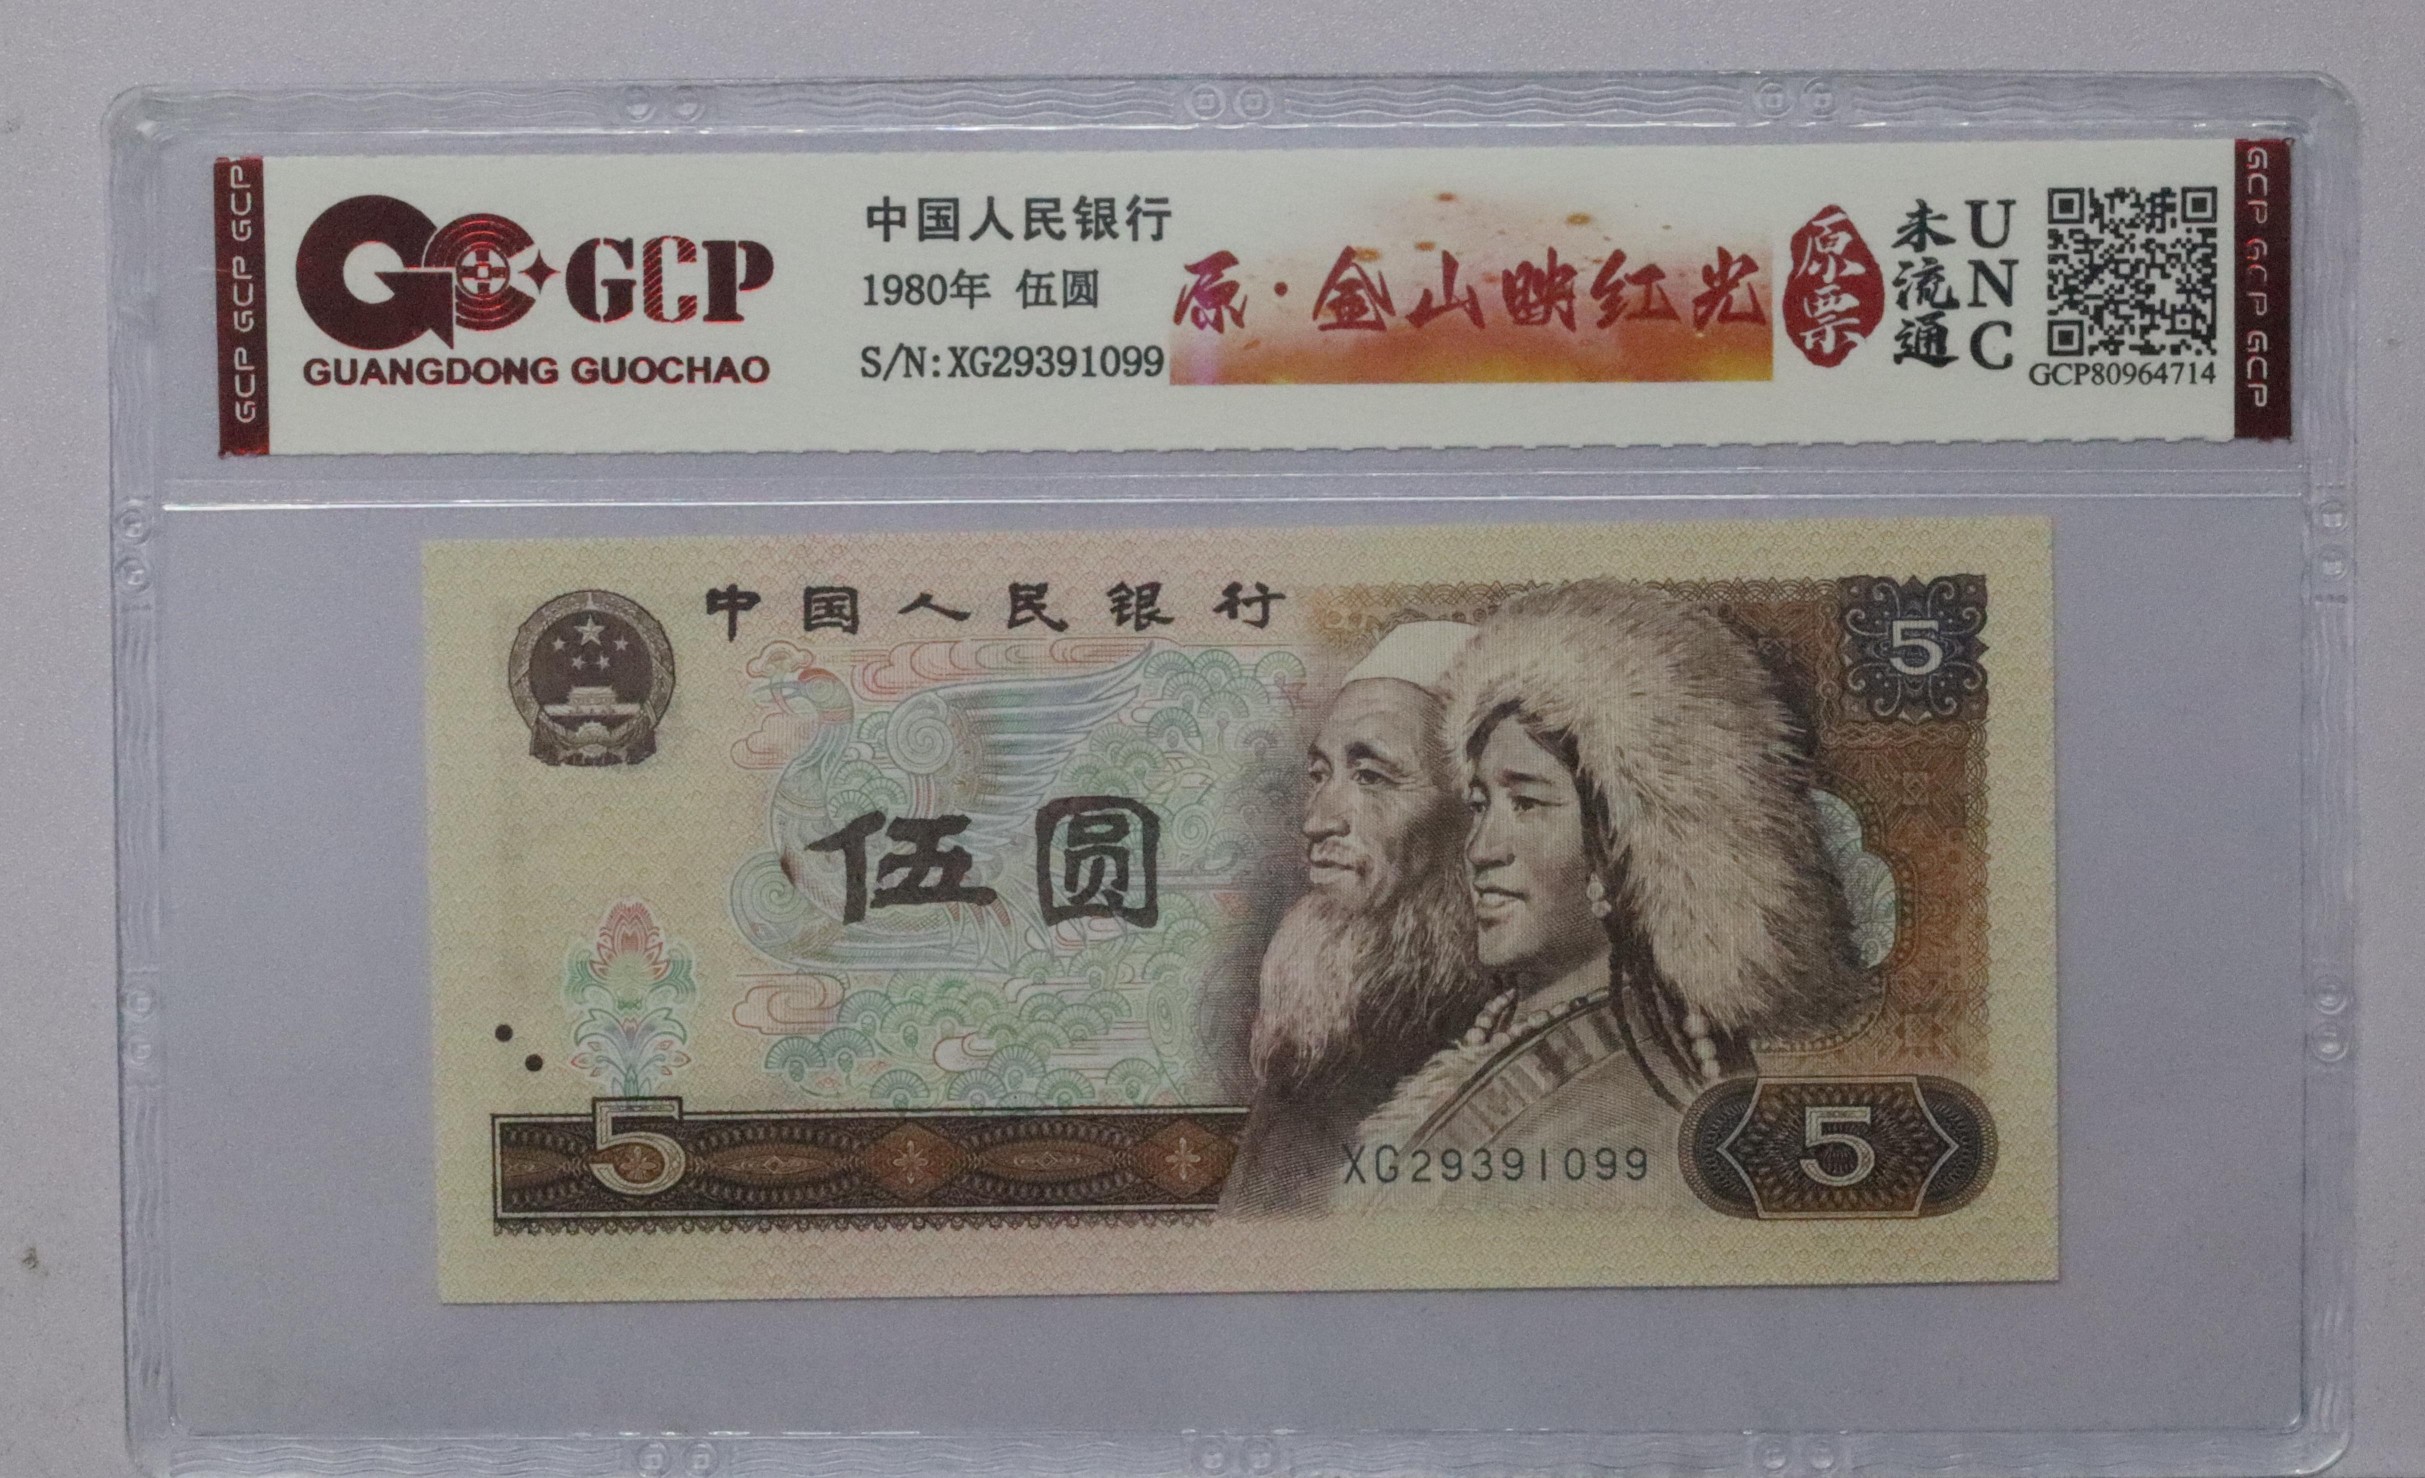 GCP GCP GCP
GCP
GUANGDONG GUOCHAO
中国人民银行
1980年 伍圆
S/N:XG29391099
原·金山映红光
原票
未流通
UNC
GCP80964714
GCP GCP GCP
中国人民银行
5
伍圆
5
XG29391099
5